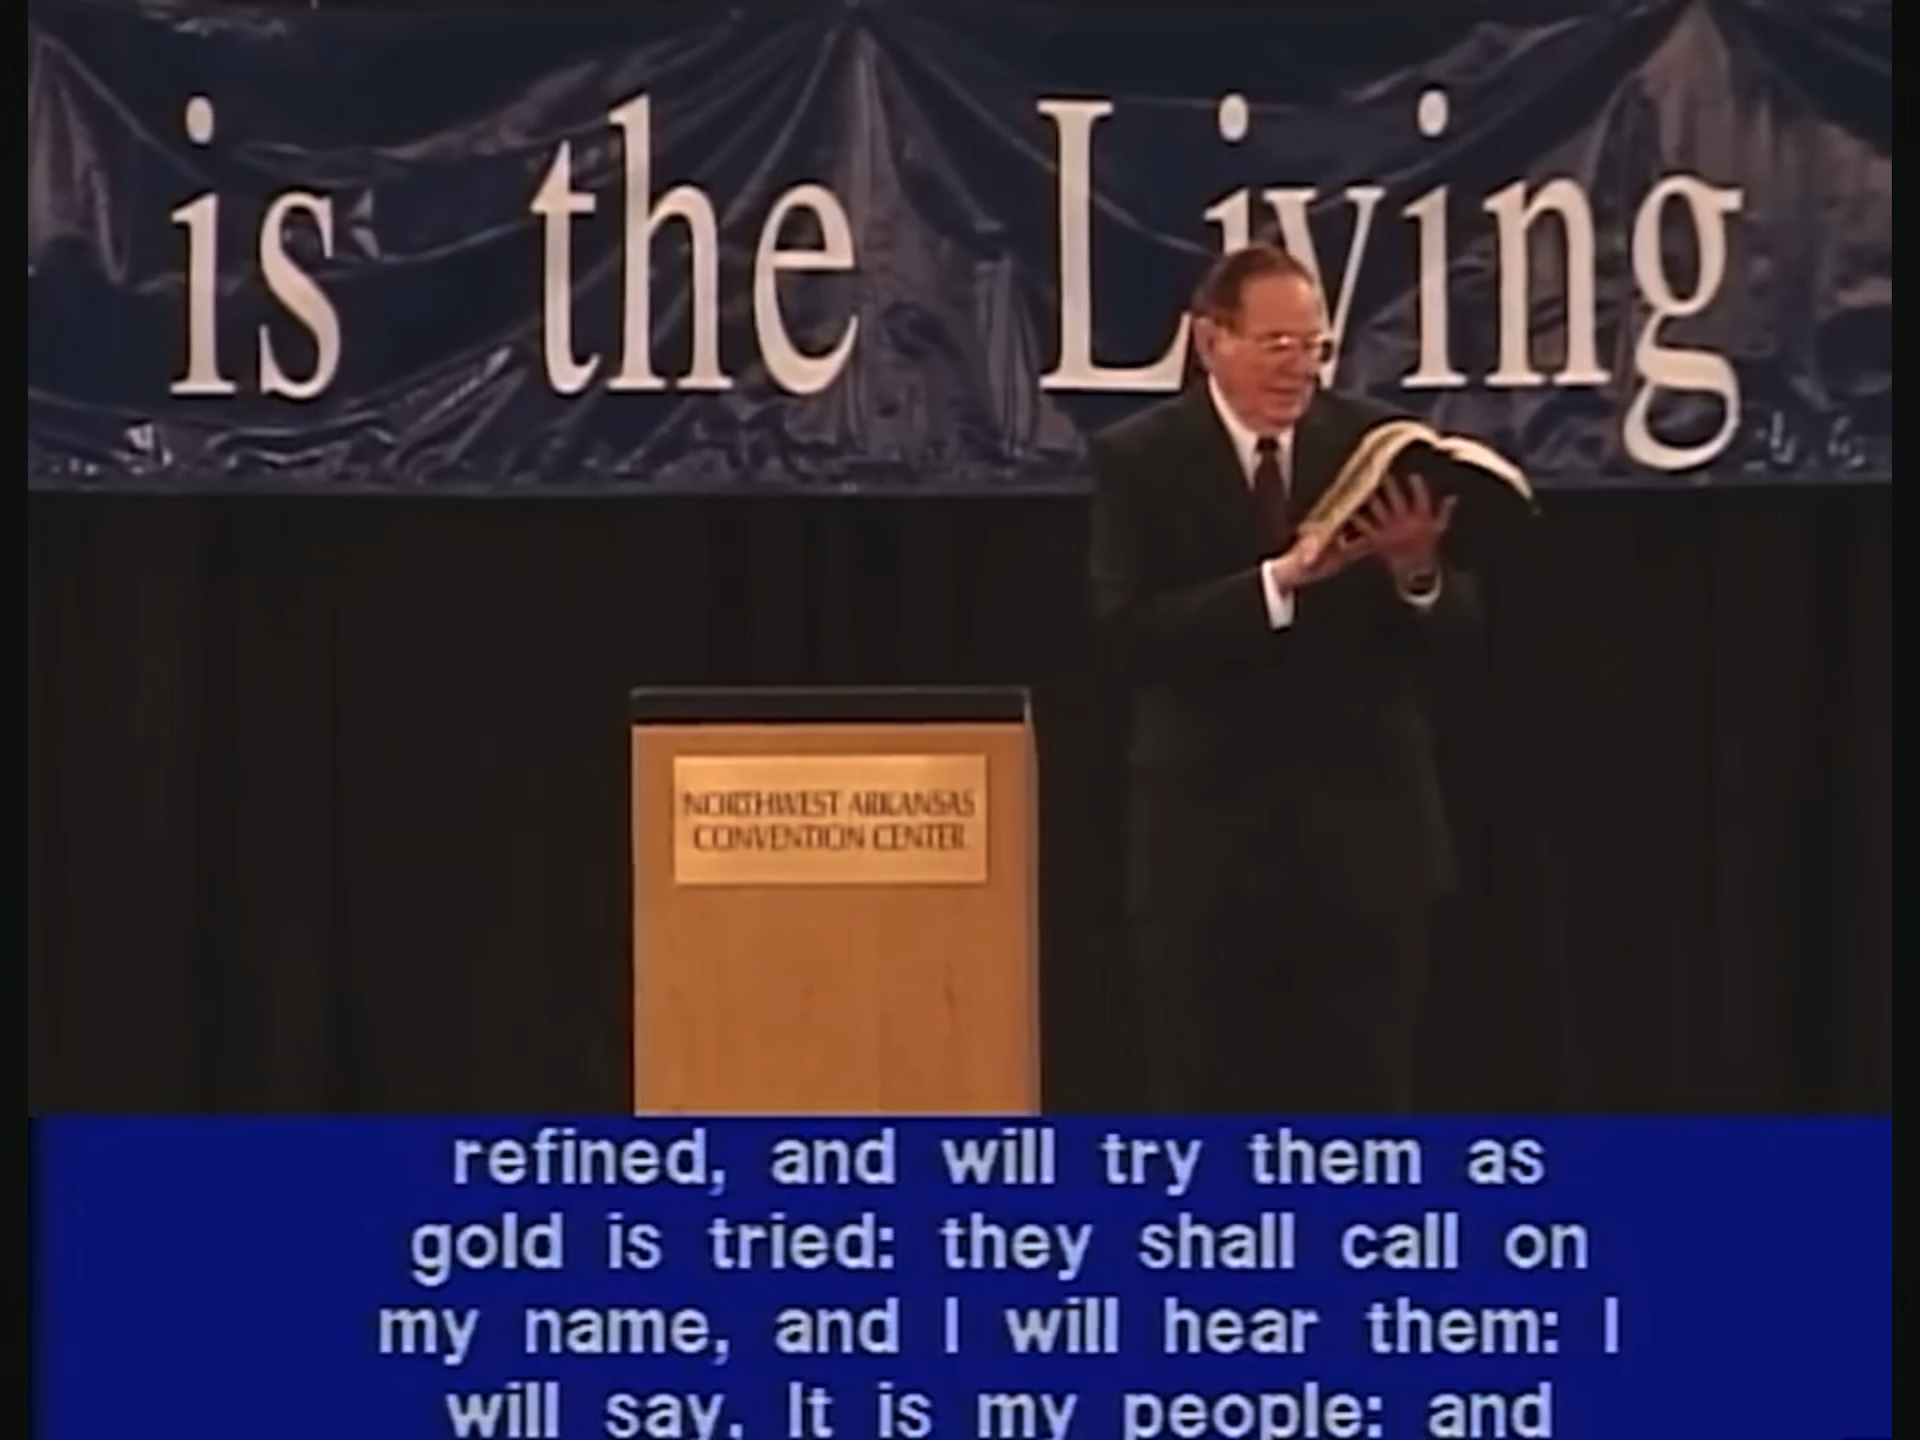 is the Living
NORTHWEST ARKANSAS
CONVENTION CENTER
refined, and will try them as
gold is tried: they shall call on
my name, and I will hear them: I
will say, It is my people: and